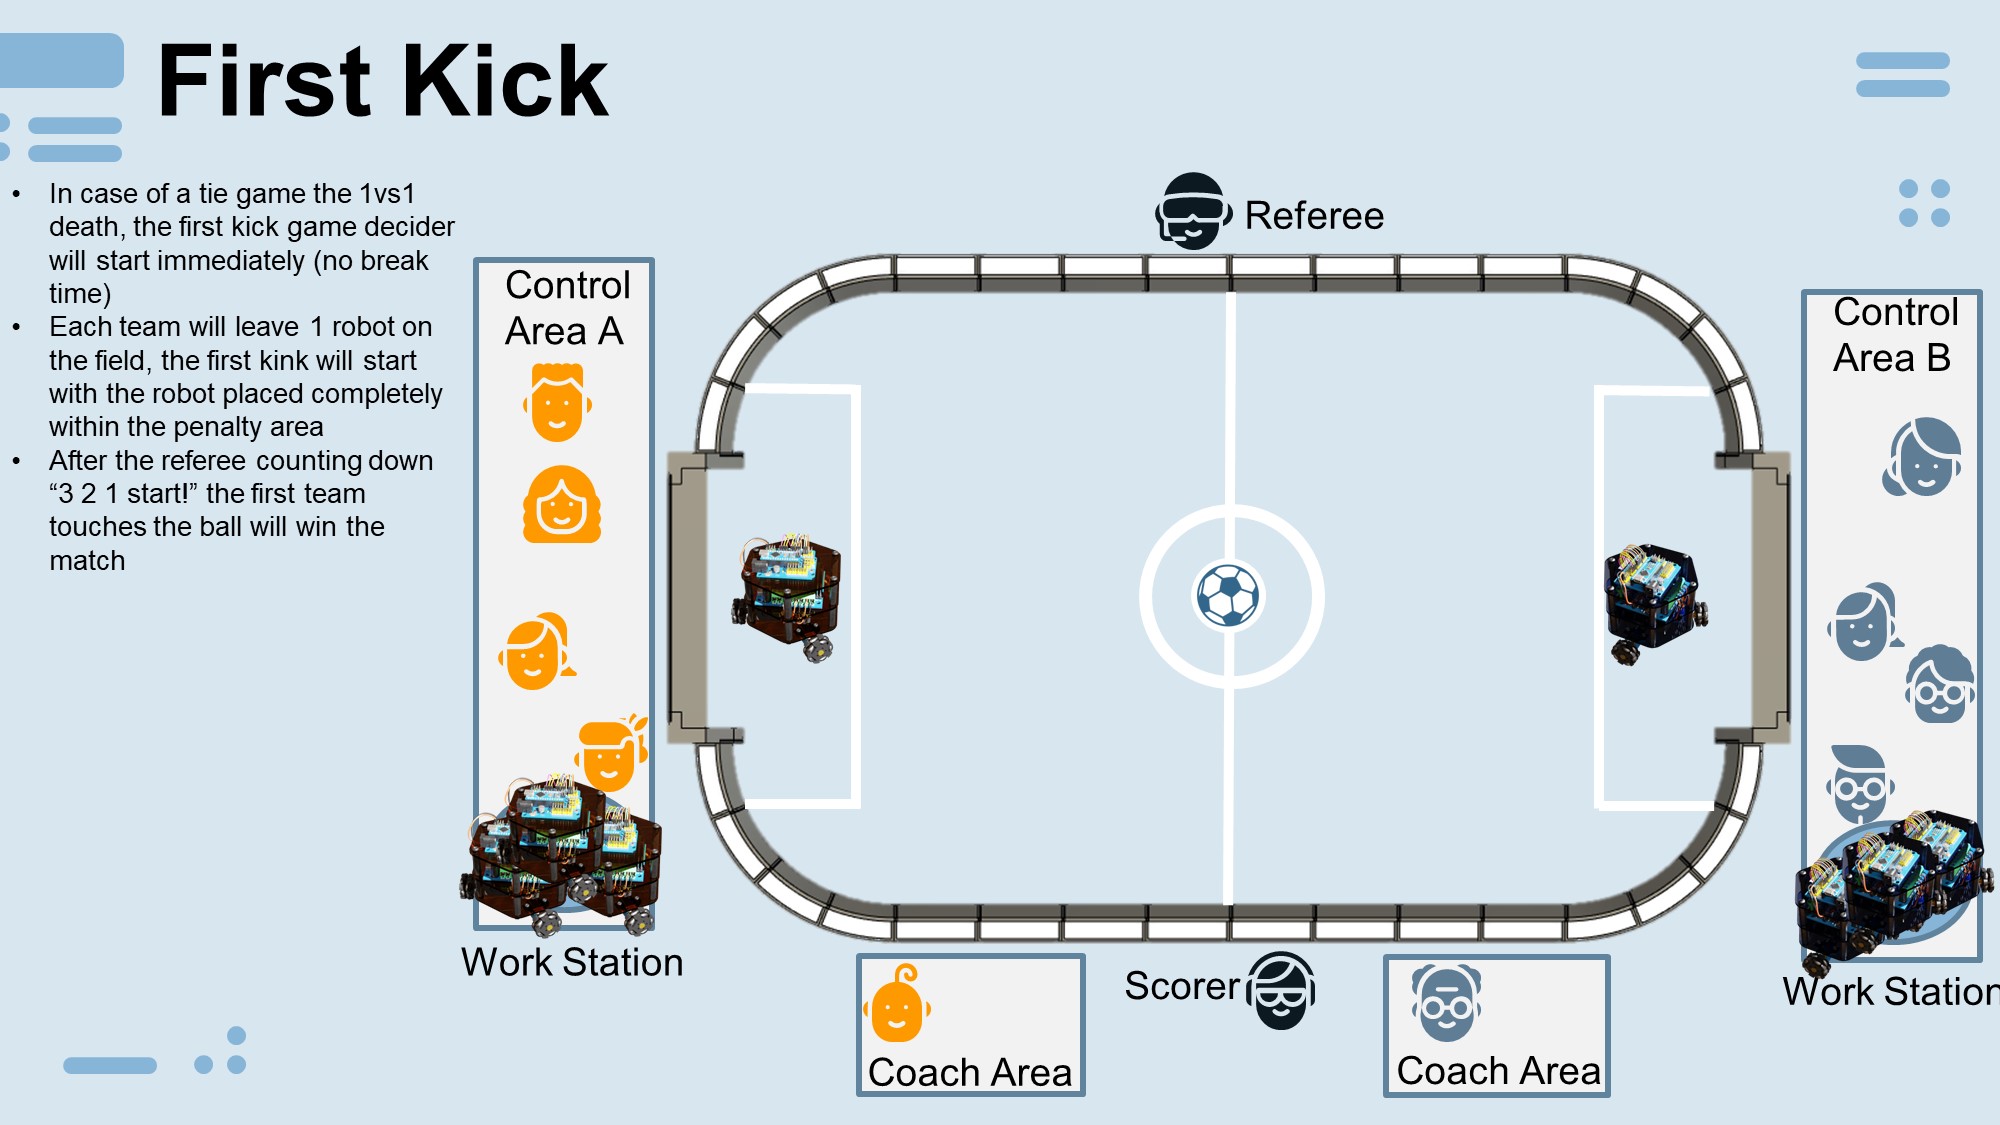 First Kick
• In case of a tie game the 1vs1
death, the first kick game decider
will start immediately (no break
time)
• Each team will leave 1 robot on
the field, the first kink will start
with the robot placed completely
within the penalty area
• After the referee counting down
“3 2 1 start!” the first team
touches the ball will win the
match
Referee
Control
Area A
Control
Area B
Work Station
Scorer
Work Station
Coach Area
Coach Area